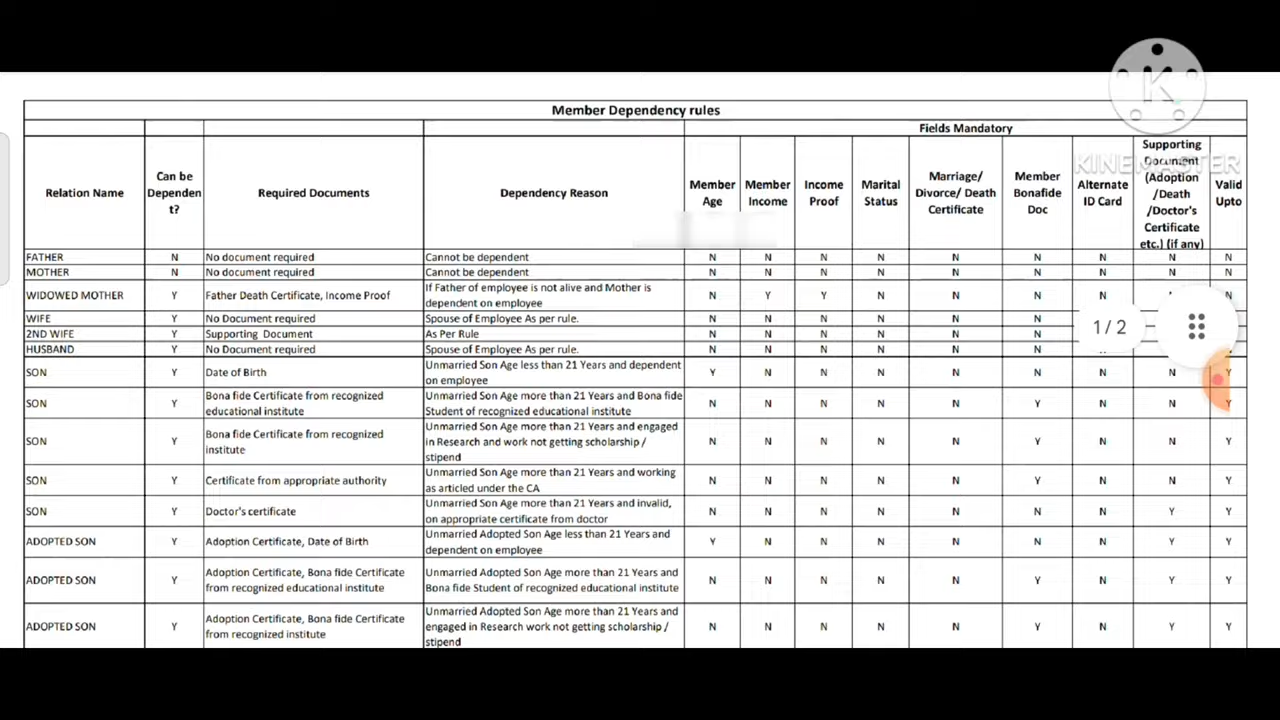 KINEMASTER
Member Dependency rules
Fields Mandatory
Relation Name
Can be
Dependen
t?
Required Documents
Dependency Reason
Member
Age
Member
Income
Income
Proof
Marital
Status
Marriage/
Divorce/ Death
Certificate
Member
Bonafide
Doc
Alternate
ID Card
Supporting
Document
(Adoption
/Death
/Doctor's
Certificate
etc.) (if any)
Valid
Upto
FATHER N No document required Cannot be dependent N N N N N N N N N
MOTHER N No document required Cannot be dependent N N N N N N N N N
WIDOWED MOTHER Y Father Death Certificate, Income Proof If Father of employee is not alive and Mother is
dependent on employee N Y Y N N N N N
WIFE Y No Document required Spouse of Employee As per rule. N N N N N N
2ND WIFE Y Supporting Document As Per Rule N N N N N N
HUSBAND Y No Document required Spouse of Employee As per rule. N N N N N N
1/2
SON Y Date of Birth Unmarried Son Age less than 21 Years and dependent
on employee Y N N N N N N N Y
SON Y Bona fide Certificate from recognized
educational institute Unmarried Son Age more than 21 Years and Bona fide
Student of recognized educational institute N N N N N Y N N Y
SON Y Bona fide Certificate from recognized
institute Unmarried Son Age more than 21 Years and engaged
in Research and work not getting scholarship /
stipend N N N N N Y N N Y
SON Y Certificate from appropriate authority Unmarried Son Age more than 21 Years and working
as articled under the CA N N N N N Y N N Y
SON Y Doctor's certificate Unmarried Son Age more than 21 Years and invalid,
on appropriate certificate from doctor N N N N N N N Y Y
ADOPTED SON Y Adoption Certificate, Date of Birth Unmarried Adopted Son Age less than 21 Years and
dependent on employee Y N N N N N N Y Y
ADOPTED SON Y Adoption Certificate, Bona fide Certificate
from recognized educational institute Unmarried Adopted Son Age more than 21 Years and
Bona fide Student of recognized educational institute N N N N N Y N Y Y
ADOPTED SON Y Adoption Certificate, Bona fide Certificate
from recognized institute Unmarried Adopted Son Age more than 21 Years and
engaged in Research work not getting scholarship /
stipend N N N N N Y N Y Y